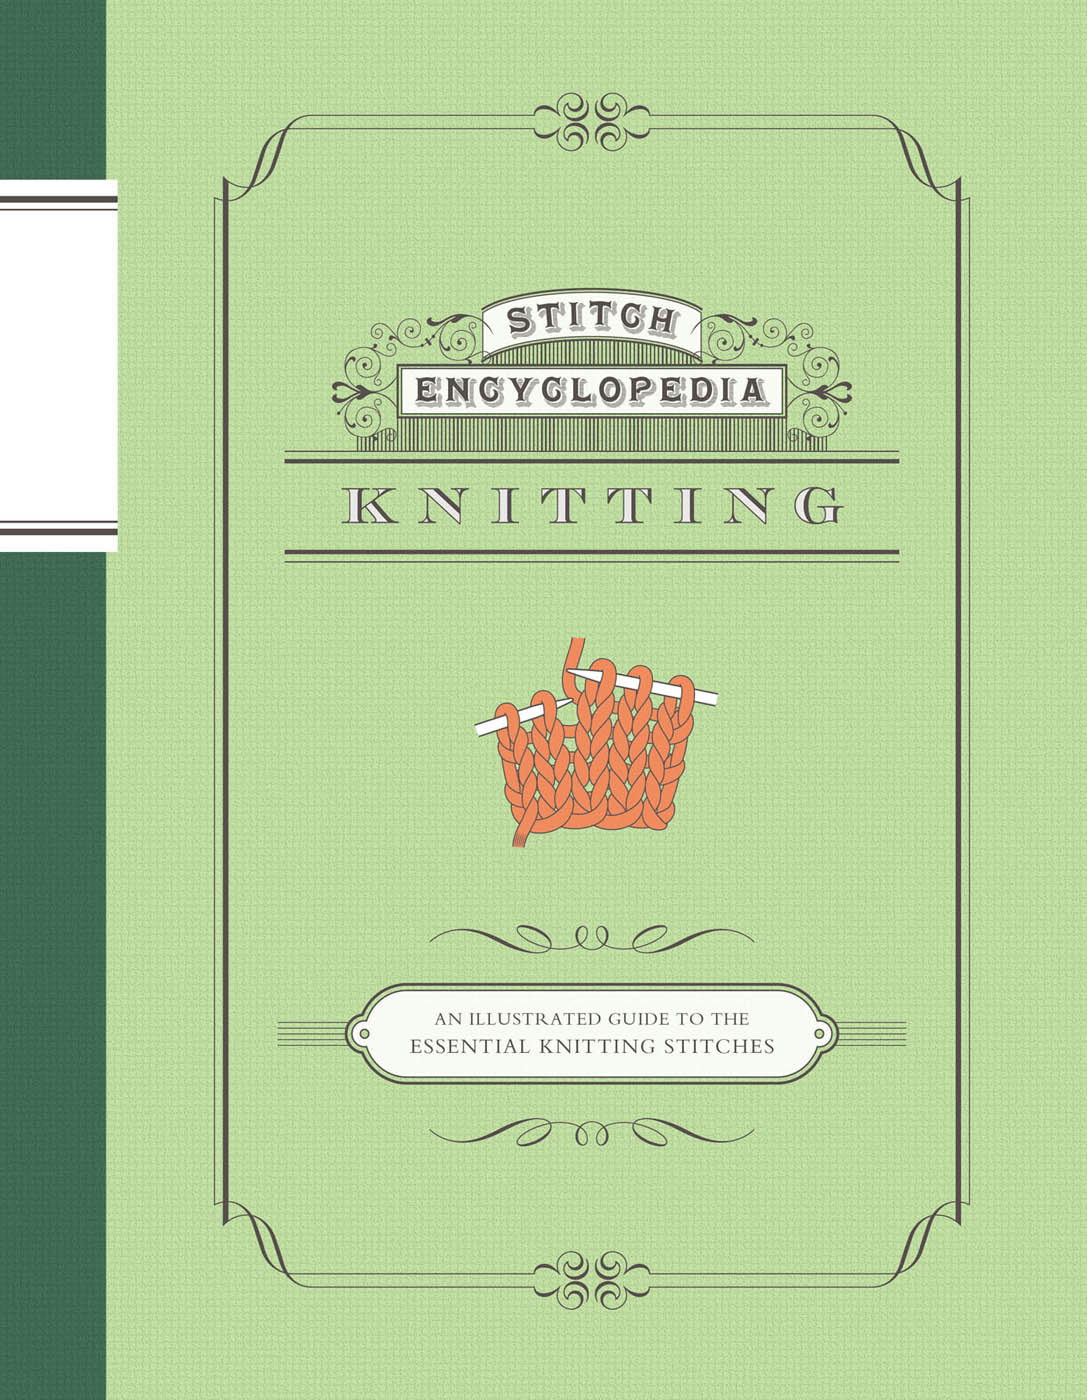 STITCH
ENCYCLOPEDIA
KNITTING
AN ILLUSTRATED GUIDE TO THE
ESSENTIAL KNITTING STITCHES